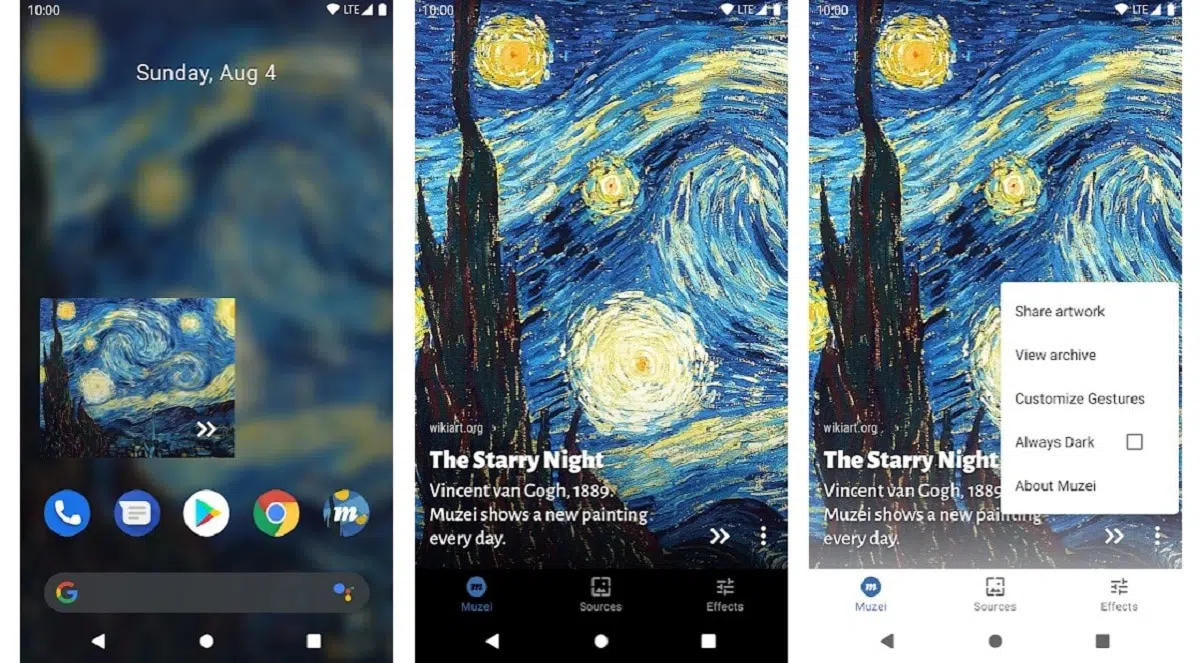 10:00
LTE
Sunday, Aug 4
10:00
LTE
wikiart.org
The Starry Night
Vincent van Gogh, 1889.
Muzei shows a new painting
every day.
Muzei
Sources
Effects
10:00
LTE
Share artwork
View archive
Customize Gestures
Always Dark
About Muzei
wikiart.org
The Starry Night
Vincent van Gogh, 1889
Muzei shows a new painting
every day.
m
Muzei
Sources
Effects